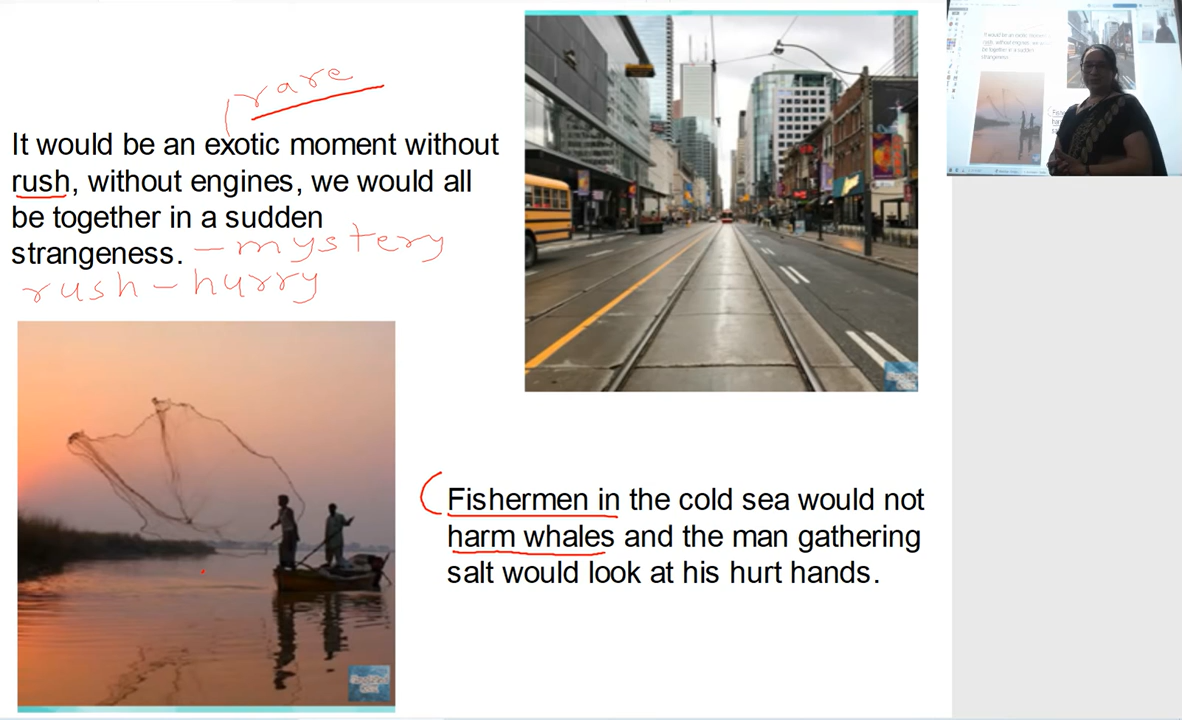 rare
It would be an exotic moment without
rush, without engines, we would all
be together in a sudden
strangeness. - mystery
rush - hurry
Fishermen in the cold sea would not
harm whales and the man gathering
salt would look at his hurt hands.